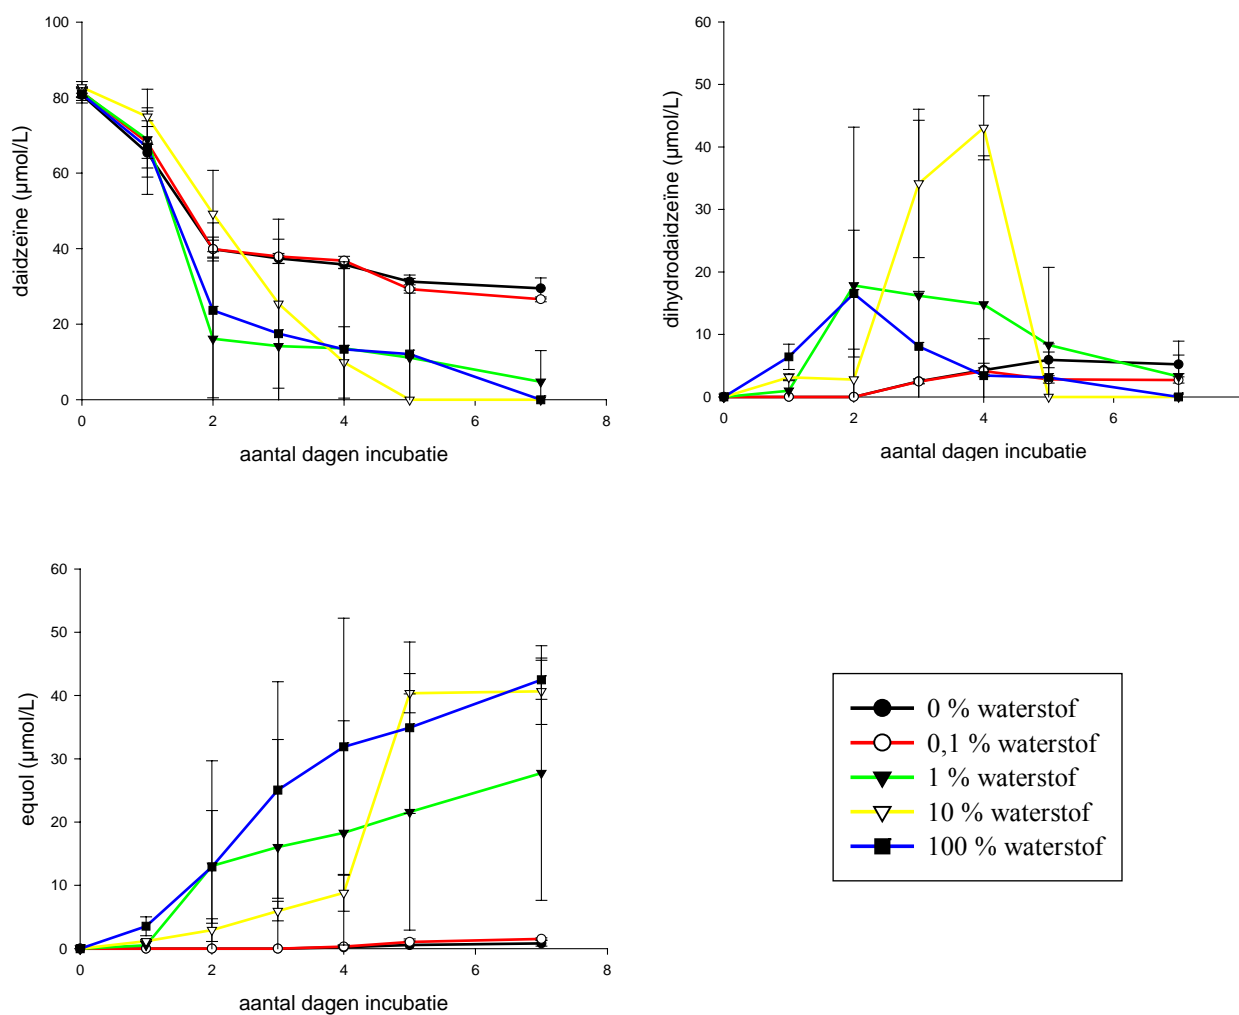 100
80
60
40
20
0
daidzeïne (µmol/L)
0 2 4 6 8
aantal dagen incubatie
60
50
40
30
20
10
0
dihydrodaidzeïne (µmol/L)
0 2 4 6
aantal dagen incubatie
60
50
40
30
20
10
0
equol (µmol/L)
0 2 4 6 8
aantal dagen incubatie
0 % waterstof
0,1 % waterstof
1 % waterstof
10 % waterstof
100 % waterstof